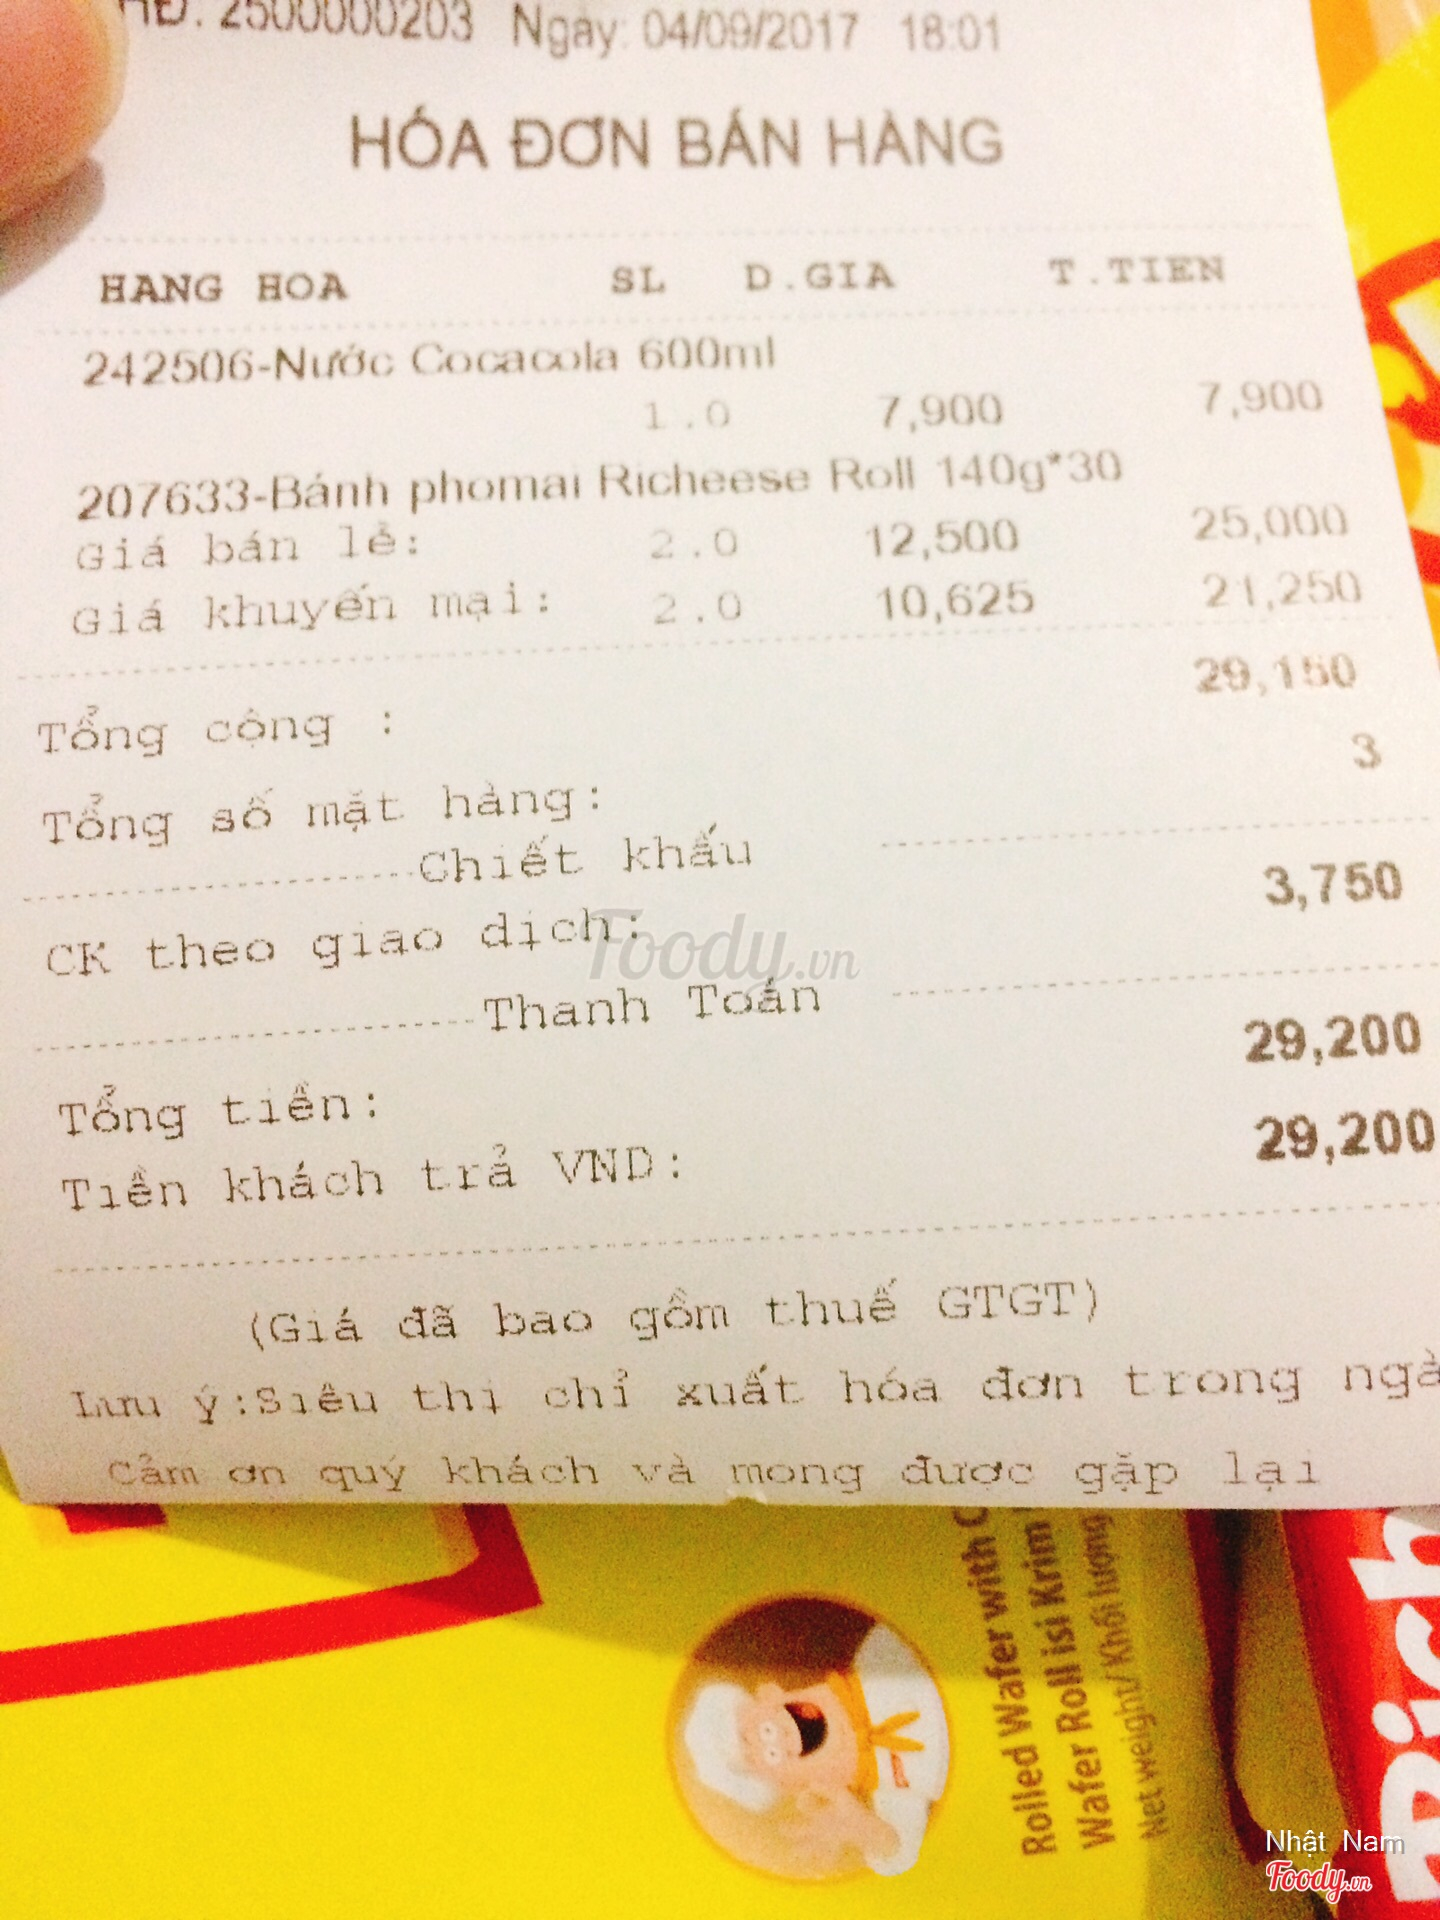 HĐ: 2500000203 Ngày: 04/09/2017 18:01
HÓA ĐƠN BÁN HÀNG
HANG HOA SL D.GIA T.TIEN
242506-Nước Cocacola 600ml
1.0 7,900 7,900
207633-Bánh phomai Richeese Roll 140g*30
Giá bán lẻ: 2.0 12,500 25,000
Giá khuyến mại: 2.0 10,625 21,250
Tổng cộng : 29,150
Tổng số mặt hàng: 3
Chiết khấu
CK theo giao dịch: 3,750
Thanh Toán
Tổng tiền: 29,200
Tiền khách trả VND: 29,200
(Giá đã bao gồm thuế GTGT)
Lưu ý:Siêu thị chỉ xuất hóa đơn trong ngà
Cảm ơn quý khách và mong được gặp lại
Foody.vn
Rolled Wafer with C
Wafer Roll isi Krim
Net weight/ Khối lượng
Rich
Nhật Nam
Foody.vn